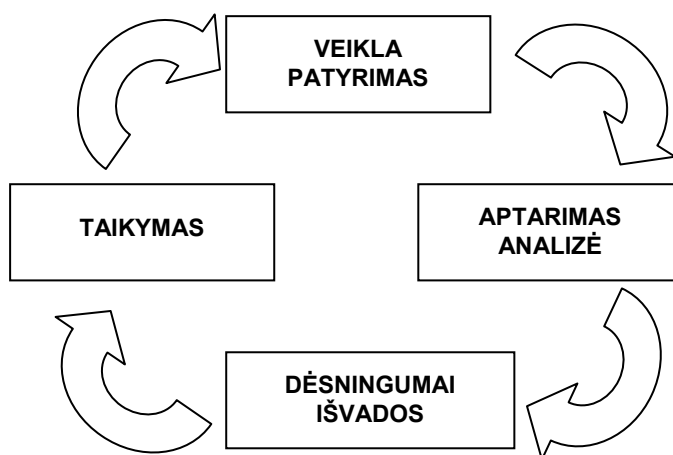 VEIKLA
PATYRIMAS
TAIKYMAS
APTARIMAS
ANALIZĖ
DĖSNINGUMAI
IŠVADOS